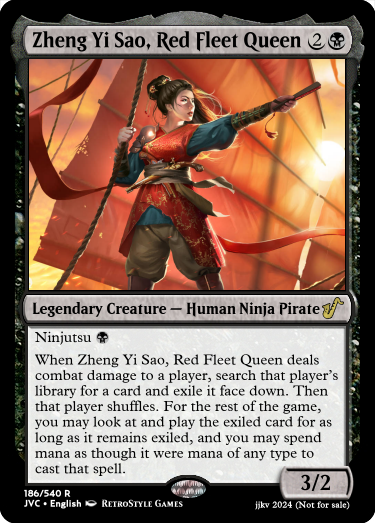 Zheng Yi Sao, Red Fleet Queen 2
Legendary Creature — Human Ninja Pirate
Ninjutsu
When Zheng Yi Sao, Red Fleet Queen deals
combat damage to a player, search that player's
library for a card and exile it face down. Then
that player shuffles. For the rest of the game,
you may look at and play the exiled card for as
long as it remains exiled, and you may spend
mana as though it were mana of any type to
cast that spell.
3/2
186/540 R
JVC • English RetroStyle Games
jjkv 2024 (Not for sale)